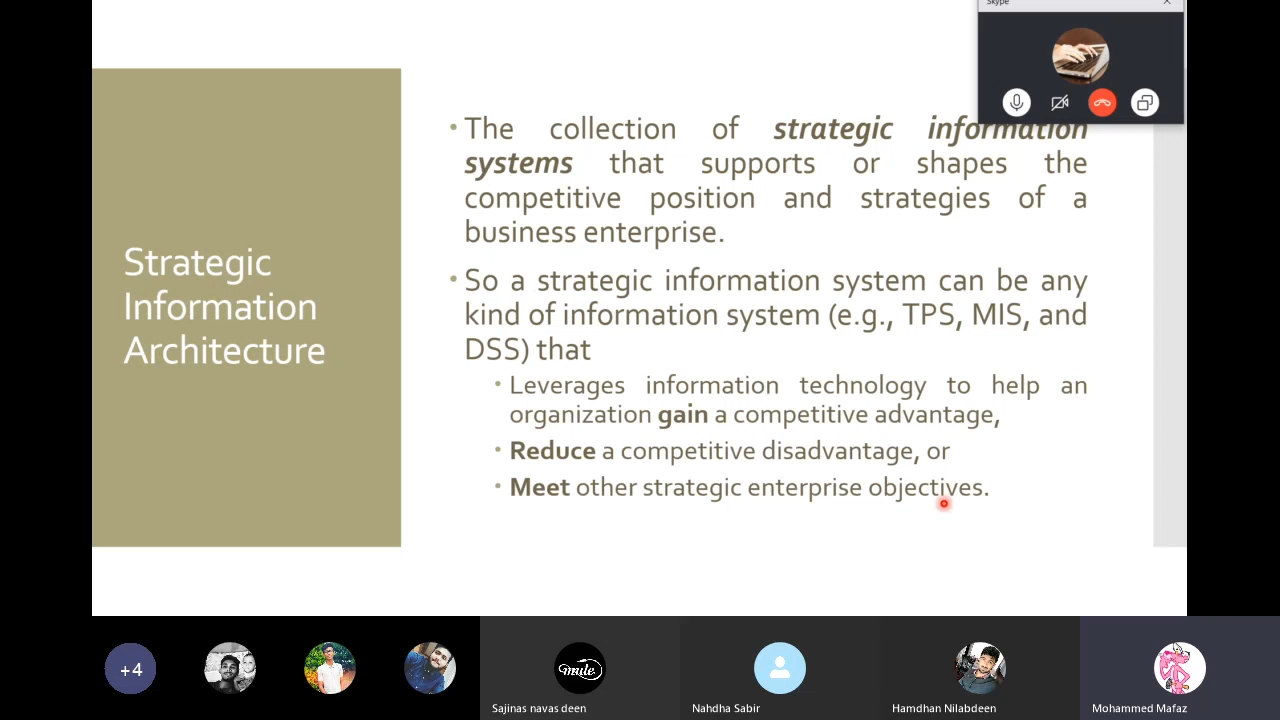 Skype
• The collection of strategic information
systems that supports or shapes the
competitive position and strategies of a
business enterprise.
• So a strategic information system can be any
kind of information system (e.g., TPS, MIS, and
DSS) that
• Leverages information technology to help an
organization gain a competitive advantage,
• Reduce a competitive disadvantage, or
• Meet other strategic enterprise objectives.
Strategic
Information
Architecture
+4
mute
Sajinas navas deen
Nahdha Sabir
Hamdhan Nilabdeen
Mohammed Mafaz